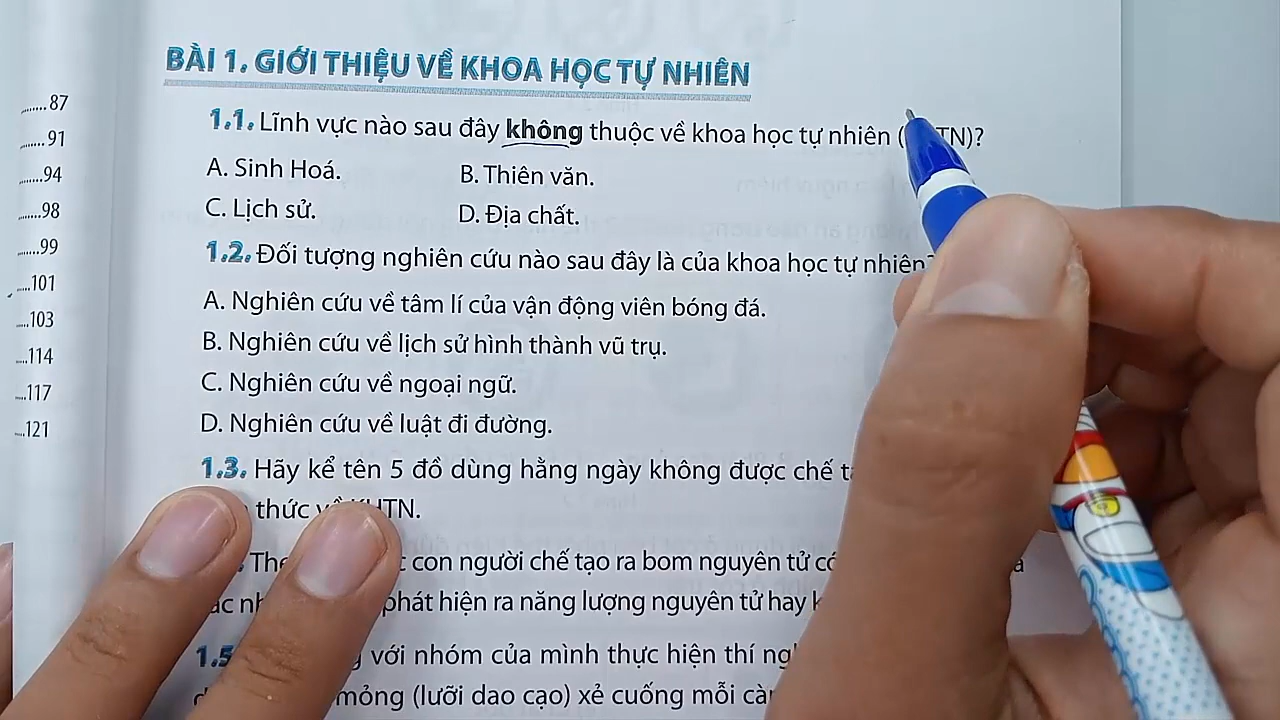 BÀI 1. GIỚI THIỆU VỀ KHOA HỌC TỰ NHIÊN
........87
1.1. Lĩnh vực nào sau đây không thuộc về khoa học tự nhiên ( TN)?
........91
A. Sinh Hoá. B. Thiên văn.
.......94
C. Lịch sử. D. Địa chất.
.......98
1.2. Đối tượng nghiên cứu nào sau đây là của khoa học tự nhiên?
.......99
A. Nghiên cứu về tâm lí của vận động viên bóng đá.
.....101
B. Nghiên cứu về lịch sử hình thành vũ trụ.
....103
C. Nghiên cứu về ngoại ngữ.
....114
D. Nghiên cứu về luật đi đường.
....117
1.3. Hãy kể tên 5 đồ dùng hằng ngày không được chế
....121
thức TN.
con người chế tạo ra bom nguyên tử
phát hiện ra năng lượng nguyên tử hay
1.5 với nhóm của mình thực hiện thí
mỏng (lưỡi dao cạo) xẻ cuống mỗi